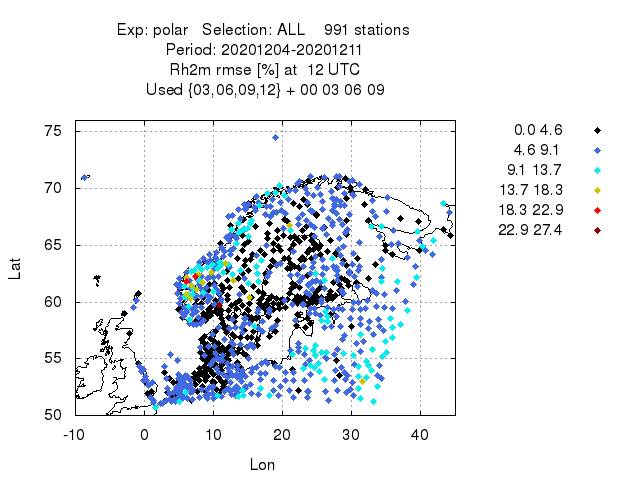 Exp: polar   Selection: ALL    991 stations
Period: 20201204-20201211
Rh2m rmse [%] at  12 UTC
Used {03,06,09,12} + 00 03 06 09
0.0 4.6
4.6 9.1
9.1 13.7
13.7 18.3
18.3 22.9
22.9 27.4
75
70
65
60
55
50
Lat
-10 0 10 20 30 40
Lon